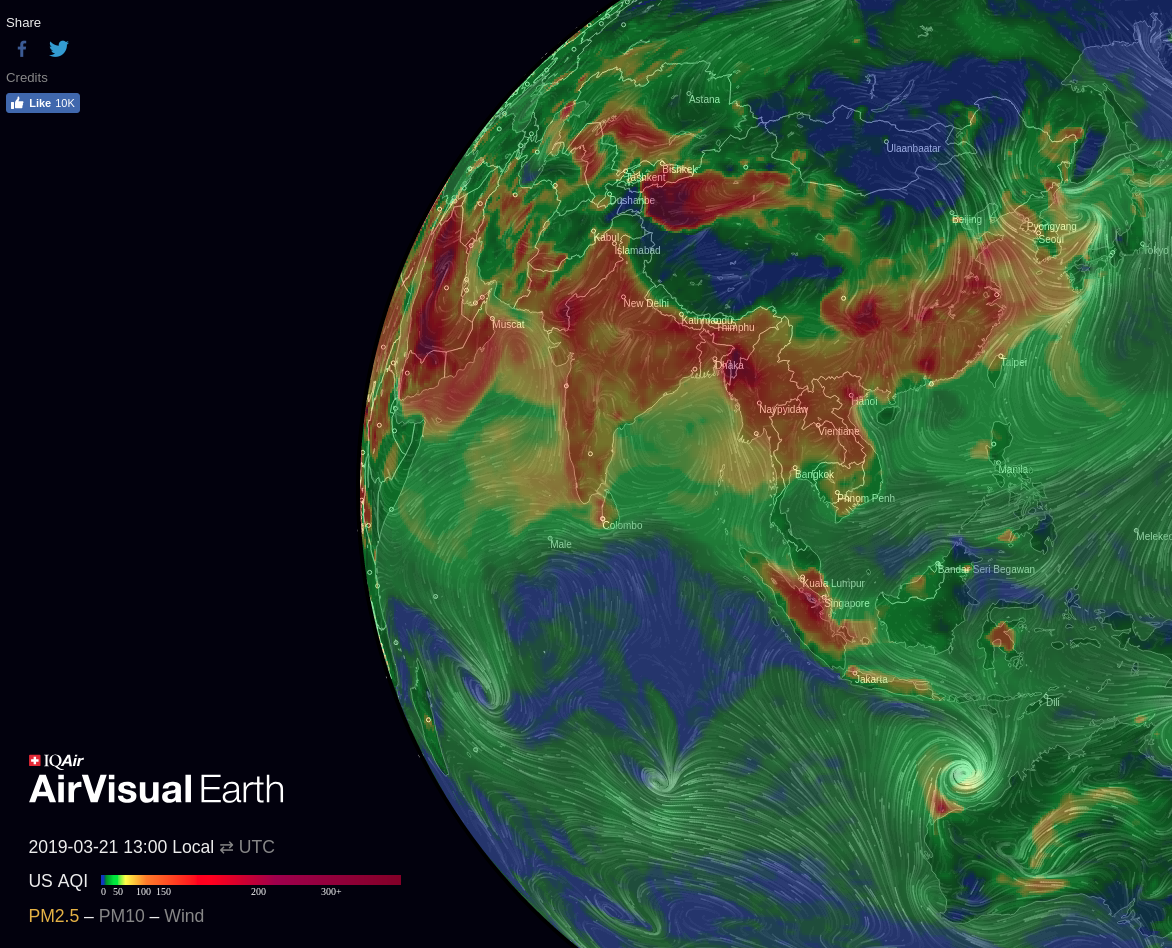 Share
Credits
Like 10K
Astana
Ulaanbaatar
Bishkek
Tashkent
Dushanbe
Beijing
Pyongyang
Seoul
Tokyo
Kabul
Islamabad
New Delhi
Kathmandu
Thimphu
Muscat
Taipei
Dhaka
Hanoi
Naypyidaw
Vientiane
Manila
Bangkok
Phnom Penh
Colombo
Male
Bandar Seri Begawan
Kuala Lumpur
Singapore
Jakarta
Dili
IQAir
AirVisual Earth
2019-03-21 13:00 Local ⇄ UTC
US AQI
0 50 100 150 200 300+
PM2.5 – PM10 – Wind